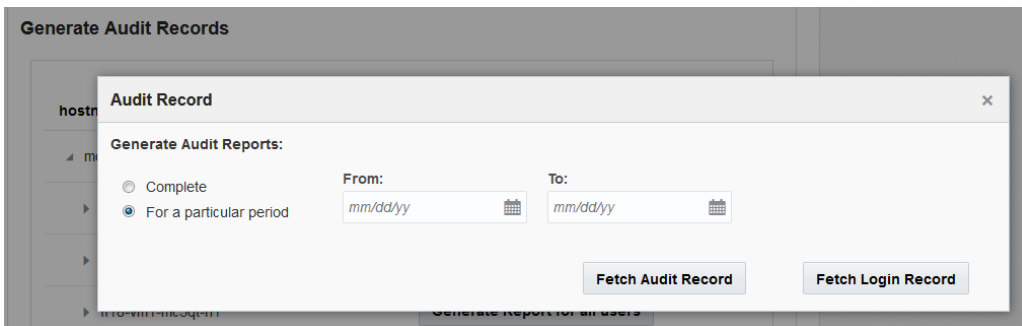 Generate Audit Records
Audit Record
×
hostn
Generate Audit Reports:
Complete
From:
To:
For a particular period
mm/dd/yy
mm/dd/yy
Fetch Audit Record
Fetch Login Record
Generate Report for all users